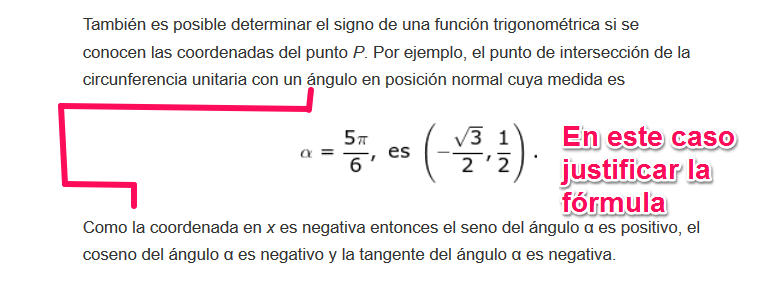 También es posible determinar el signo de una función trigonométrica si se
conocen las coordenadas del punto P. Por ejemplo, el punto de intersección de la
circunferencia unitaria con un ángulo en posición normal cuya medida es
α = 5π/6, es (−√3/2, 1/2).
En este caso
justificar la
fórmula
Como la coordenada en x es negativa entonces el seno del ángulo α es positivo, el
coseno del ángulo α es negativo y la tangente del ángulo α es negativa.